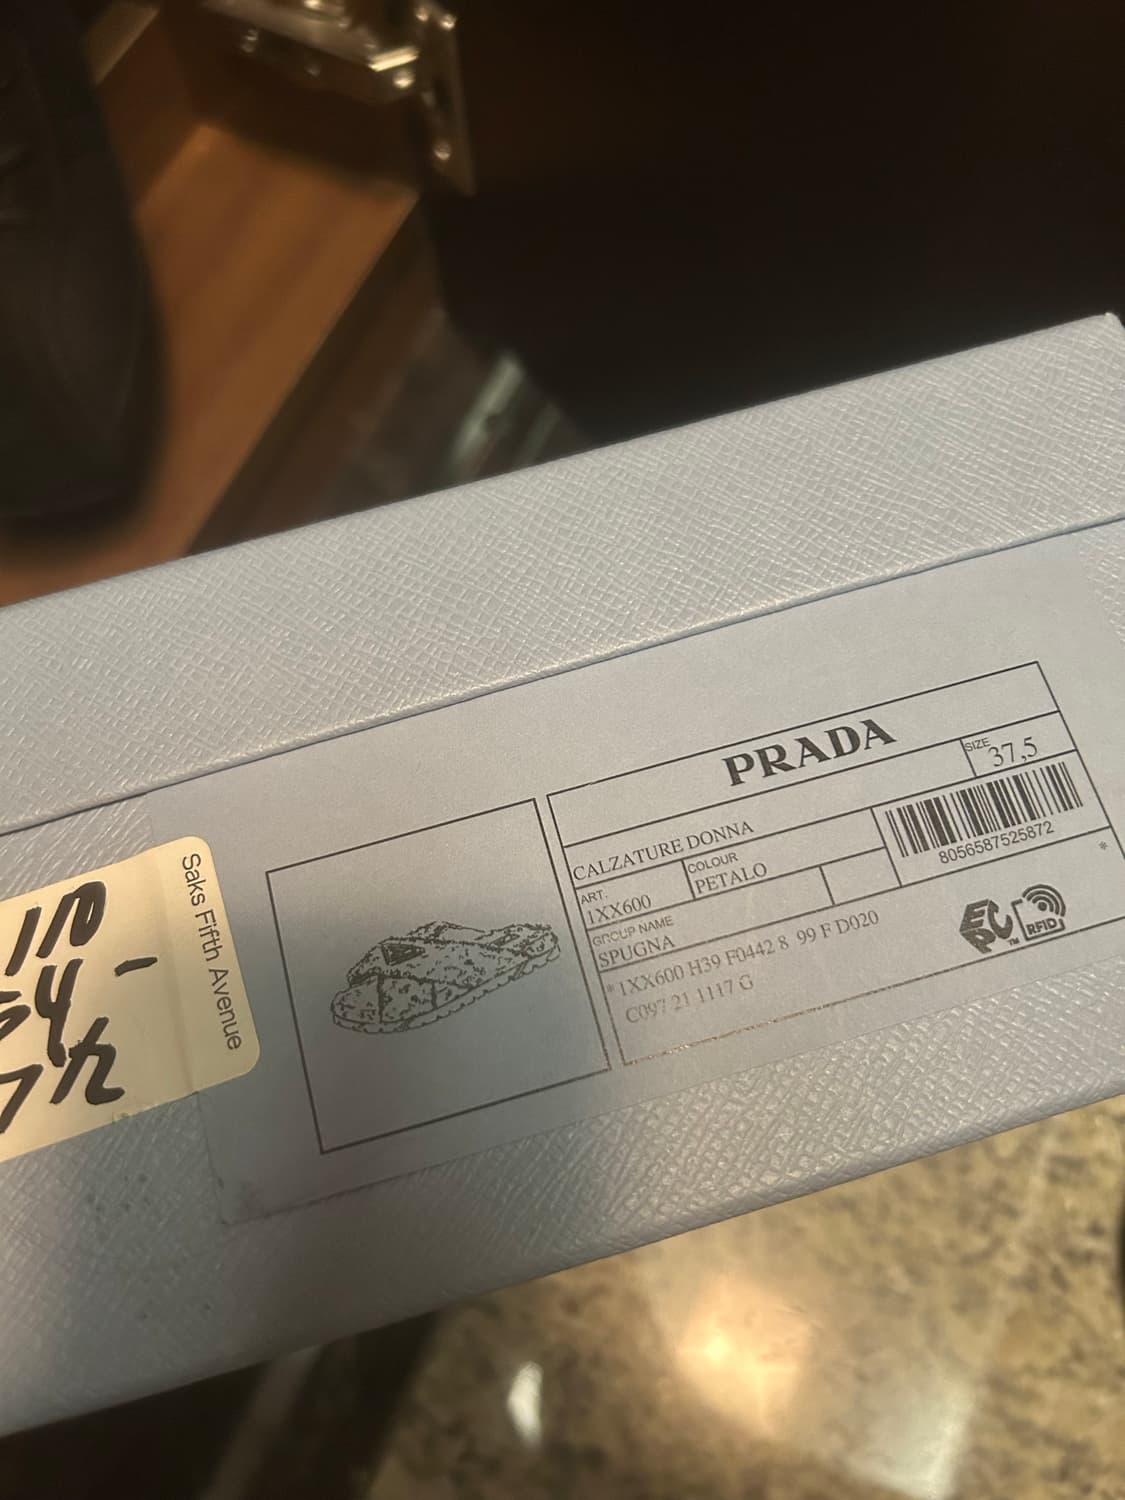 PRADA
SIZE
37,5
CALZATURE DONNA
ART.
1XX600
COLOUR
PETALO
8056587525872
GROUP NAME
SPUGNA
*
* 1XX600 H39 F0442 8 99 F D020
C097 21 1117 G
EPC™
RFID
Saks Fifth Avenue